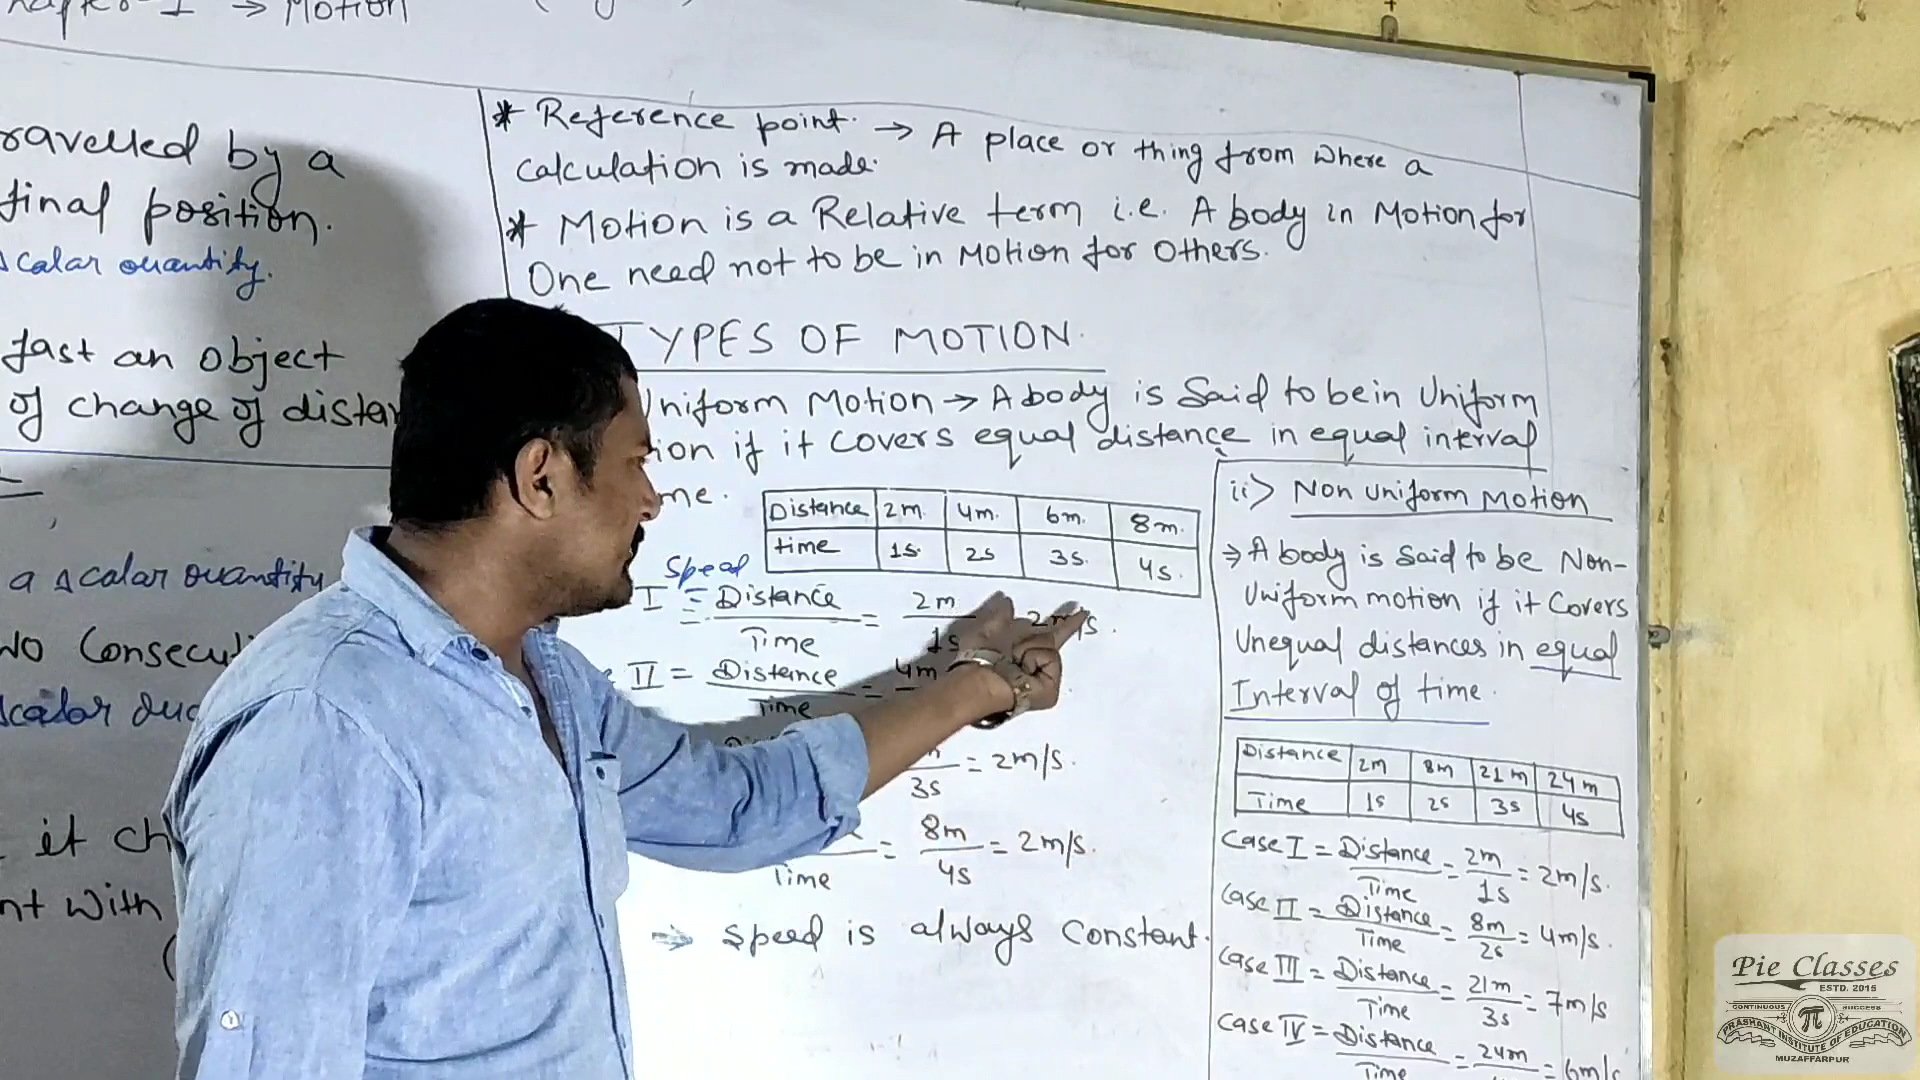 Chapter-I → Motion
ravelled by a
final position.
scalar quantity.
fast an object
of change of distan
a scalar quantity
No Consecu
scalar
it ch
nt with
* Reference point. → A place or thing from where a
calculation is made.
* Motion is a Relative term i.e. A body in Motion for
One need not to be in Motion for others.
TYPES OF MOTION.
Uniform Motion → A body is said to be in Uniform
ion if it covers equal distance in equal interval
me.
Distance 2m. 4m. 6m. 8m.
time 1s. 2s 3s. 4s.
Speed
I = Distance/Time = 2m/1s 2m/s.
II = Distance/Time = 4m
3s = 2m/s.
Time = 8m/4s = 2m/s.
⇒ Speed is always constant.
ii> Non uniform Motion
⇒ A body is said to be Non-
Uniform motion if it covers
Unequal distances in equal
Interval of time.
Distance 2m 8m 21m 24m
Time 1s 2s 3s 4s
Case I = Distance/Time = 2m/1s = 2m/s.
Case II = Distance/Time = 8m/2s = 4m/s.
Case III = Distance/Time = 21m/3s = 7m/s
Case IV = Distance/Time = 24m = 6m/s
Pie Classes
ESTD. 2015
CONTINUOUS SUCCESS
π
PRASHANT INSTITUTE OF EDUCATION
MUZAFFARPUR